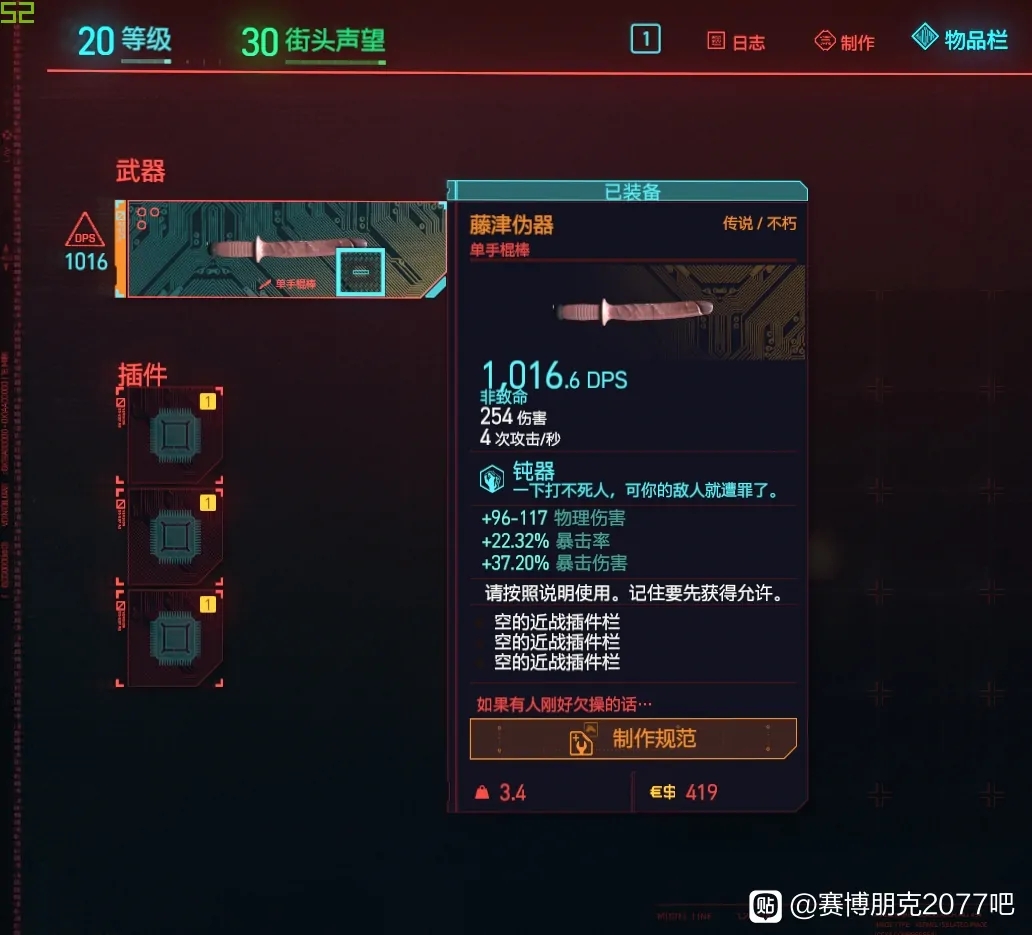 52
20 等级
30 街头声望
1
日志
制作
物品栏
武器
DPS
1016
单手棍棒
插件
1
1
1
已装备
藤津伪器
传说 / 不朽
单手棍棒
1,016.6 DPS
非致命
254 伤害
4 次攻击/秒
钝器
一下打不死人，可你的敌人就遭罪了。
+96-117 物理伤害
+22.32% 暴击率
+37.20% 暴击伤害
请按照说明使用。记住要先获得允许。
空的近战插件栏
空的近战插件栏
空的近战插件栏
如果有人刚好欠操的话…
制作规范
3.4
€$ 419
贴 @赛博朋克2077吧